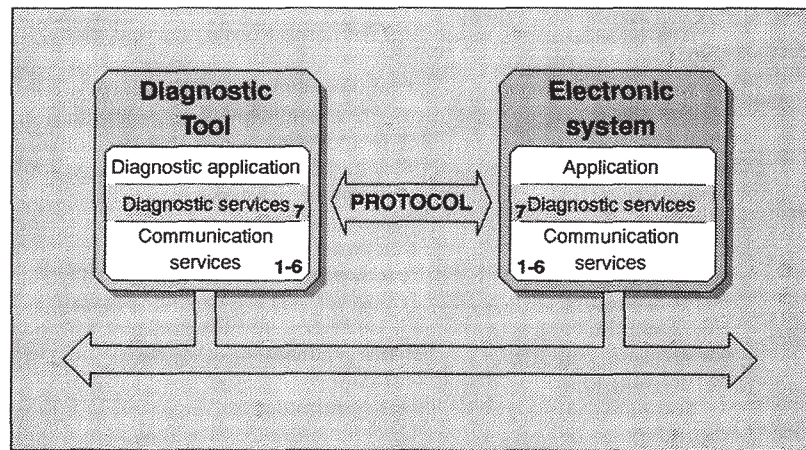 Diagnostic
Tool
Diagnostic application
Diagnostic services 7
Communication
services 1-6
PROTOCOL
Electronic
system
Application
7 Diagnostic services
Communication
1-6 services